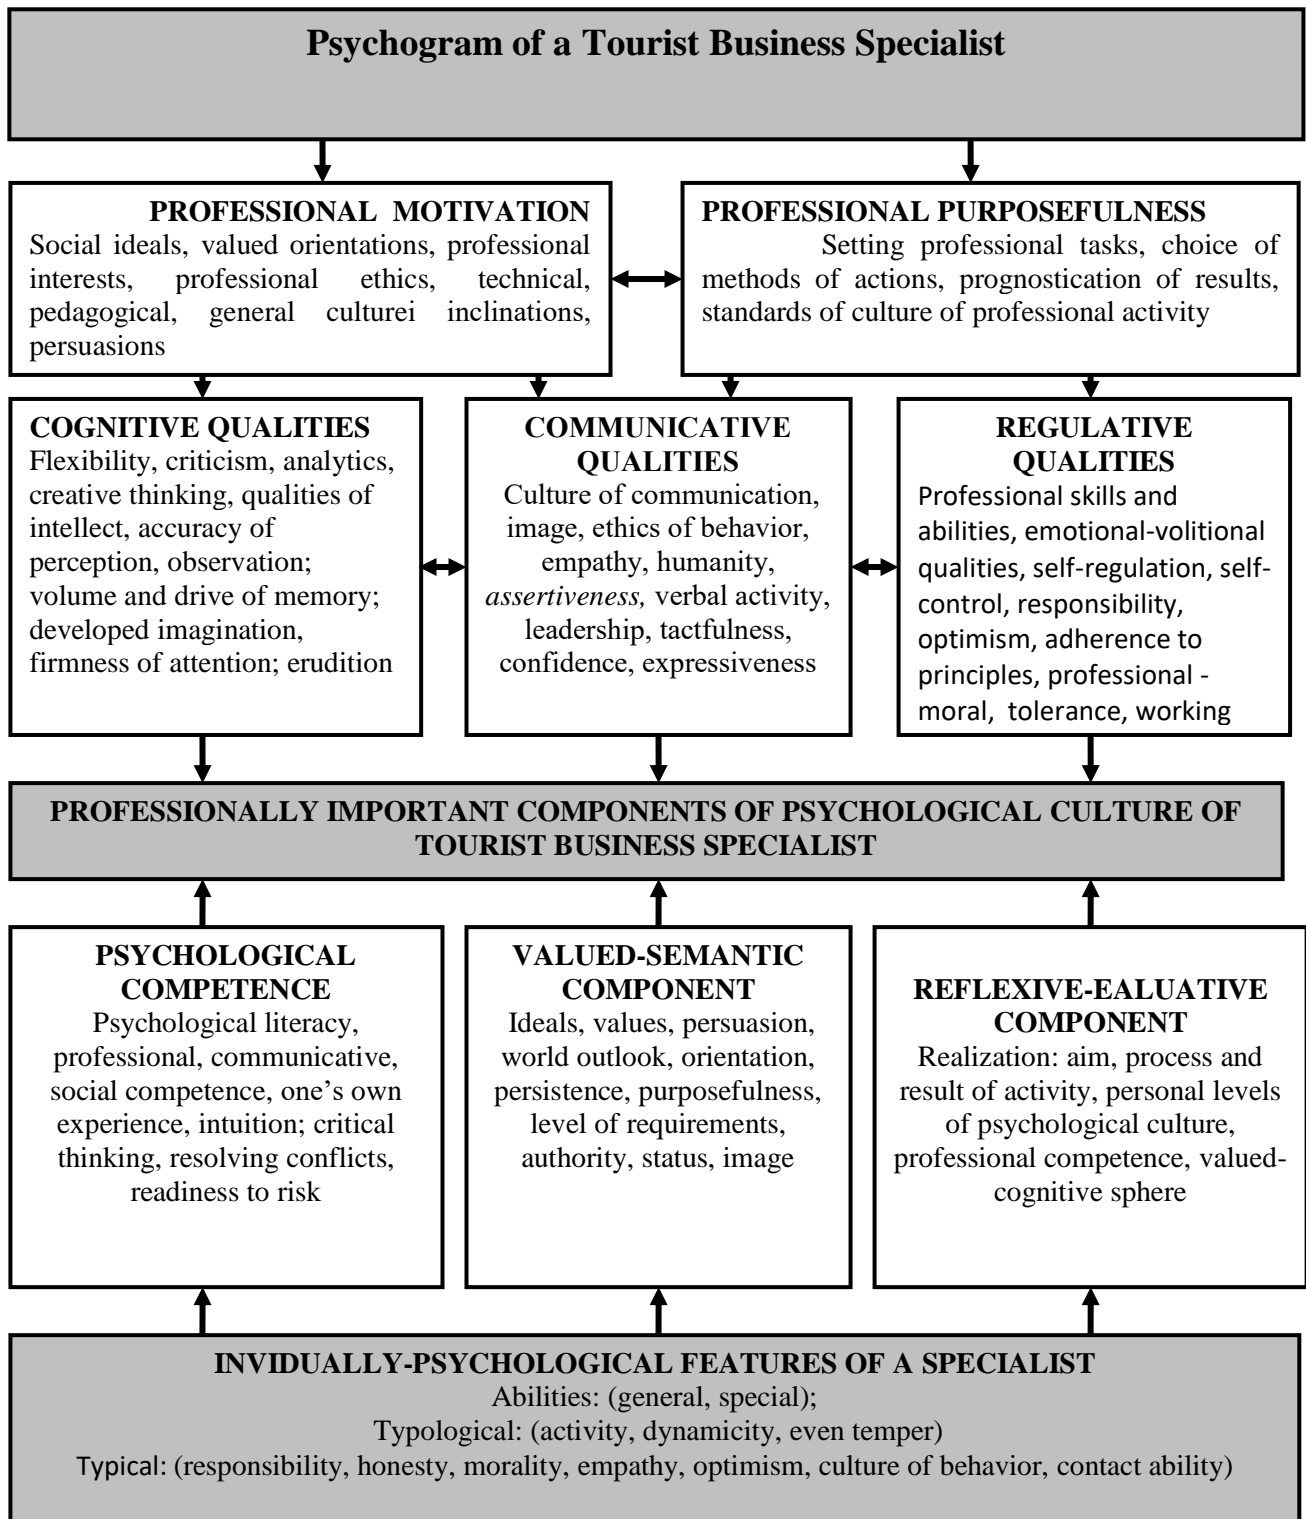 Psychogram of a Tourist Business Specialist
PROFESSIONAL MOTIVATION
Social ideals, valued orientations, professional
interests, professional ethics, technical,
pedagogical, general culturei inclinations,
persuasions
PROFESSIONAL PURPOSEFULNESS
Setting professional tasks, choice of
methods of actions, prognostication of results,
standards of culture of professional activity
COGNITIVE QUALITIES
Flexibility, criticism, analytics,
creative thinking, qualities of
intellect, accuracy of
perception, observation;
volume and drive of memory;
developed imagination,
firmness of attention; erudition
COMMUNICATIVE
QUALITIES
Culture of communication,
image, ethics of behavior,
empathy, humanity,
assertiveness, verbal activity,
leadership, tactfulness,
confidence, expressiveness
REGULATIVE
QUALITIES
Professional skills and
abilities, emotional-volitional
qualities, self-regulation, self-
control, responsibility,
optimism, adherence to
principles, professional -
moral, tolerance, working
PROFESSIONALLY IMPORTANT COMPONENTS OF PSYCHOLOGICAL CULTURE OF
TOURIST BUSINESS SPECIALIST
PSYCHOLOGICAL
COMPETENCE
Psychological literacy,
professional, communicative,
social competence, one’s own
experience, intuition; critical
thinking, resolving conflicts,
readiness to risk
VALUED-SEMANTIC
COMPONENT
Ideals, values, persuasion,
world outlook, orientation,
persistence, purposefulness,
level of requirements,
authority, status, image
REFLEXIVE-EALUATIVE
COMPONENT
Realization: aim, process and
result of activity, personal levels
of psychological culture,
professional competence, valued-
cognitive sphere
INVIDUALLY-PSYCHOLOGICAL FEATURES OF A SPECIALIST
Abilities: (general, special);
Typological: (activity, dynamicity, even temper)
Typical: (responsibility, honesty, morality, empathy, optimism, culture of behavior, contact ability)